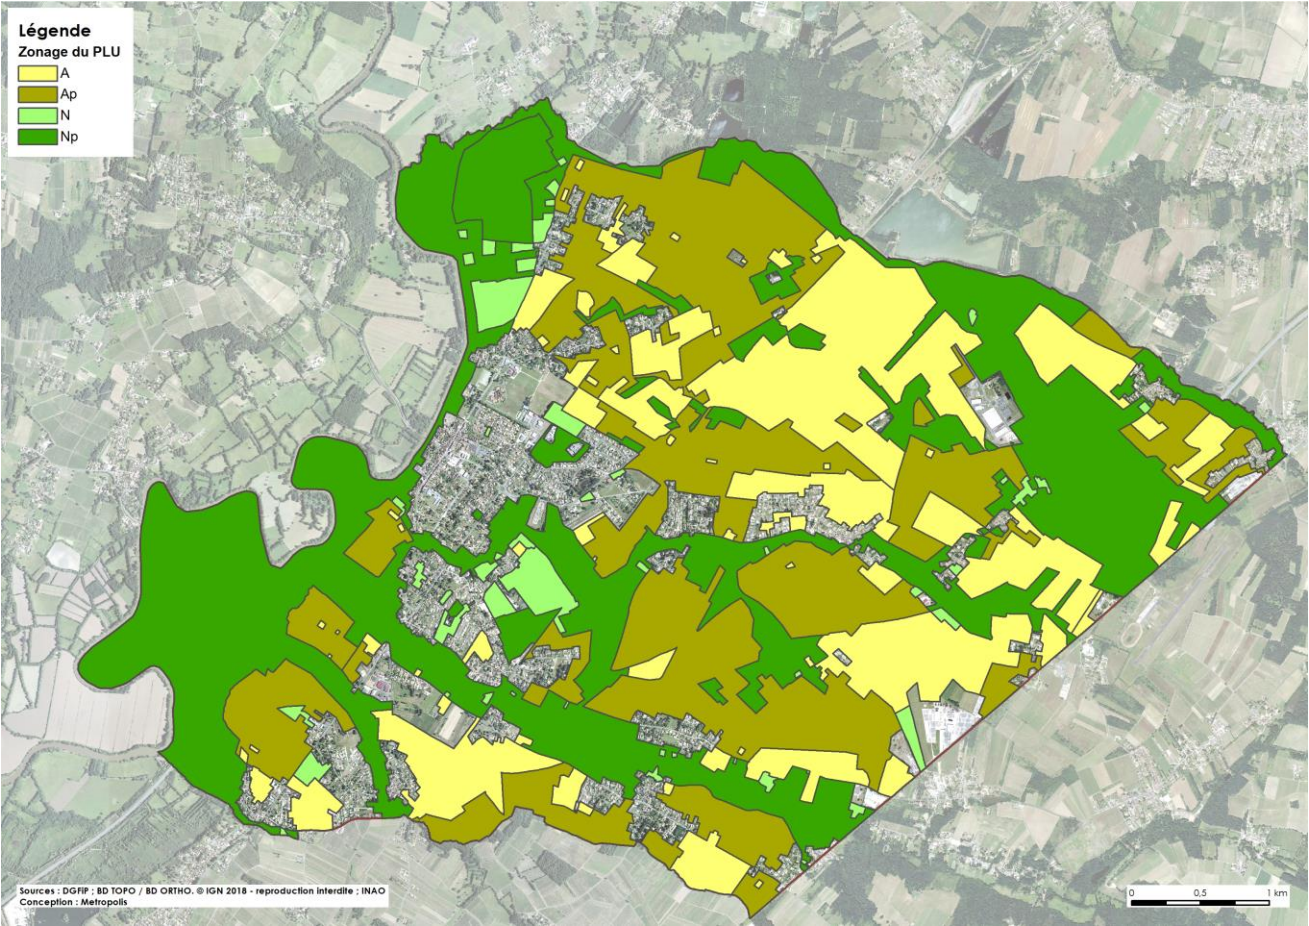 Légende
Zonage du PLU
A
Ap
N
Np
Sources : DGFiP ; BD TOPO / BD ORTHO. © IGN 2018 - reproduction interdite ; INAO
Conception : Metropolis
0 0,5 1 km